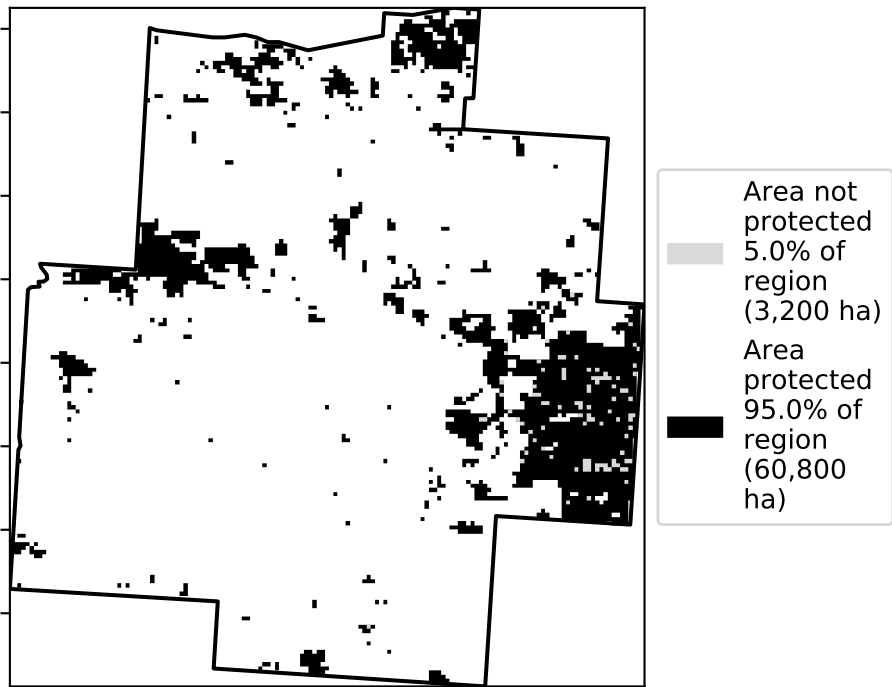 Area not
protected
5.0% of
region
(3,200 ha)
Area
protected
95.0% of
region
(60,800
ha)